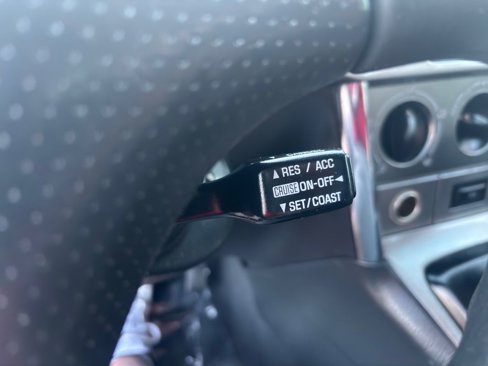 ▲ RES / ACC
CRUISE ON-OFF ◄
▼ SET/COAST